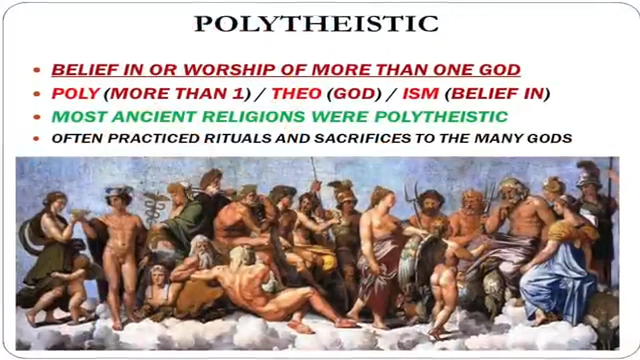 POLYTHEISTIC
• BELIEF IN OR WORSHIP OF MORE THAN ONE GOD
• POLY (MORE THAN 1) / THEO (GOD) / ISM (BELIEF IN)
• MOST ANCIENT RELIGIONS WERE POLYTHEISTIC
• OFTEN PRACTICED RITUALS AND SACRIFICES TO THE MANY GODS